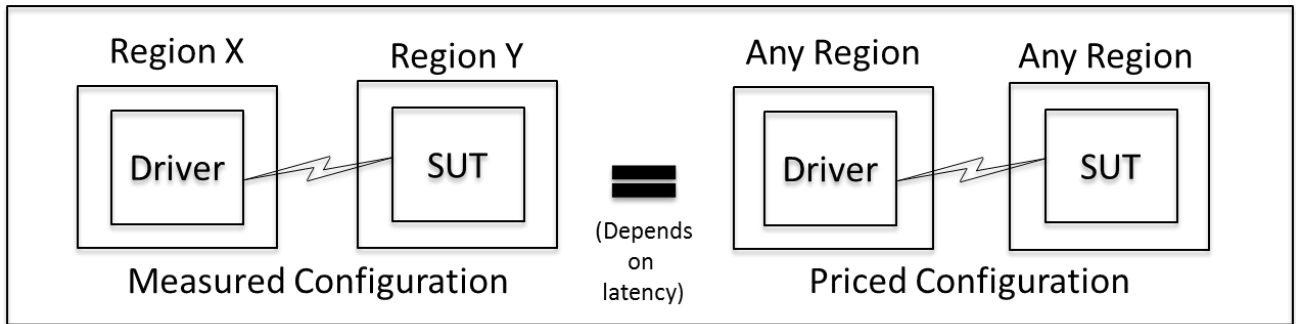 Region X
Region Y
Any Region
Any Region
Driver
SUT
=
Driver
SUT
(Depends
on
latency)
Measured Configuration
Priced Configuration